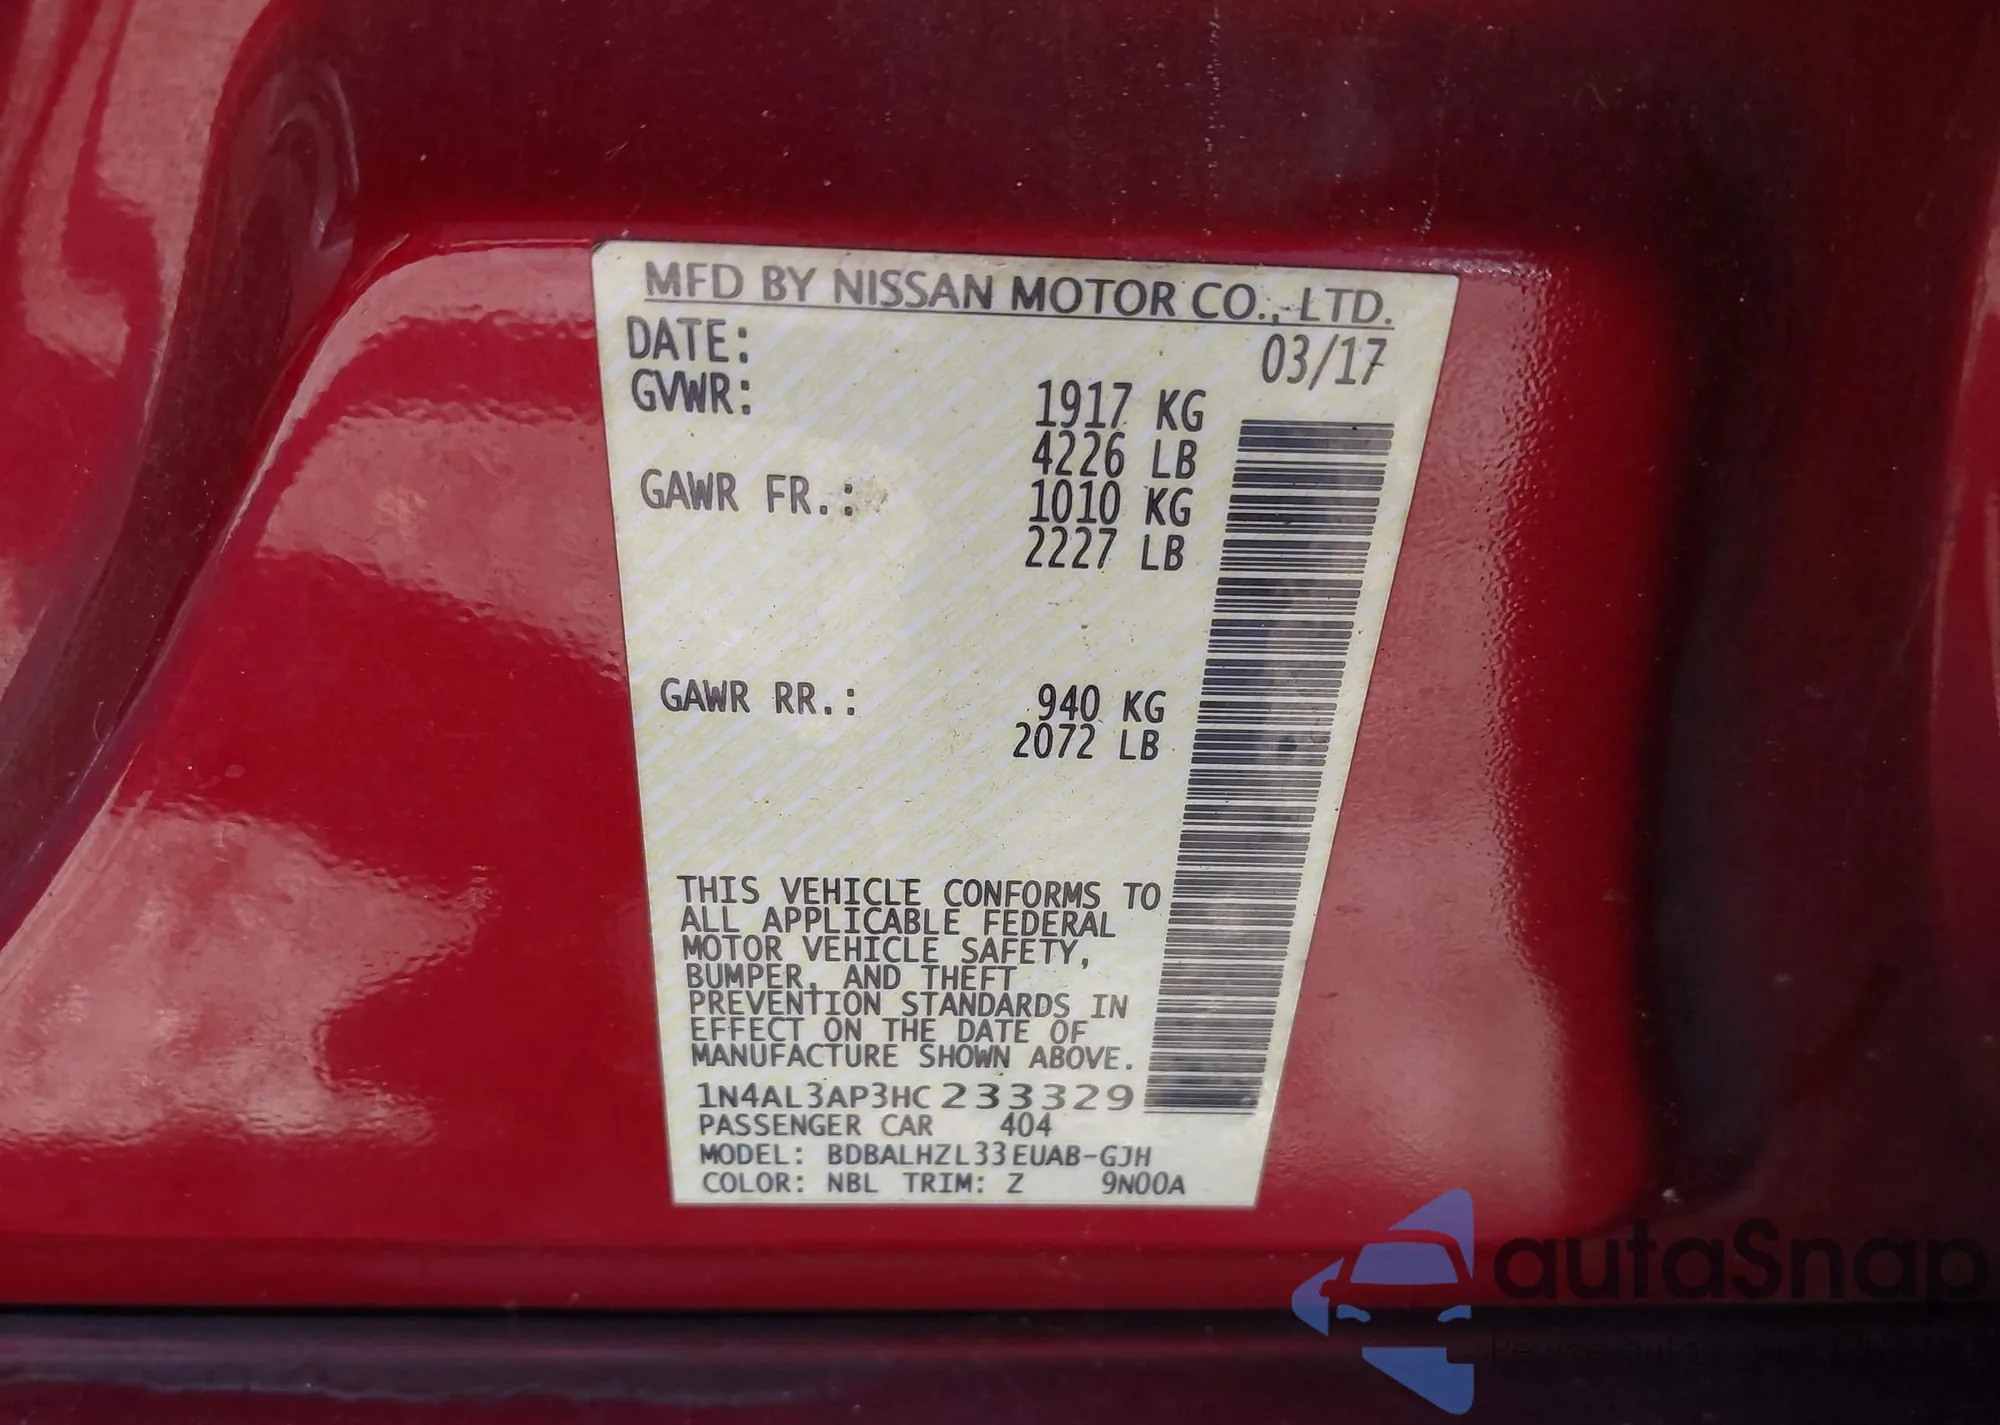 MFD BY NISSAN MOTOR CO., LTD.
DATE: 03/17
GVWR: 1917 KG
4226 LB
GAWR FR.: 1010 KG
2227 LB
GAWR RR.: 940 KG
2072 LB
THIS VEHICLE CONFORMS TO
ALL APPLICABLE FEDERAL
MOTOR VEHICLE SAFETY,
BUMPER, AND THEFT
PREVENTION STANDARDS IN
EFFECT ON THE DATE OF
MANUFACTURE SHOWN ABOVE.
1N4AL3AP3HC233329
PASSENGER CAR 404
MODEL: BDBALHZL33EUAB-GJH
COLOR: NBL TRIM: Z 9N00A
autaSnap